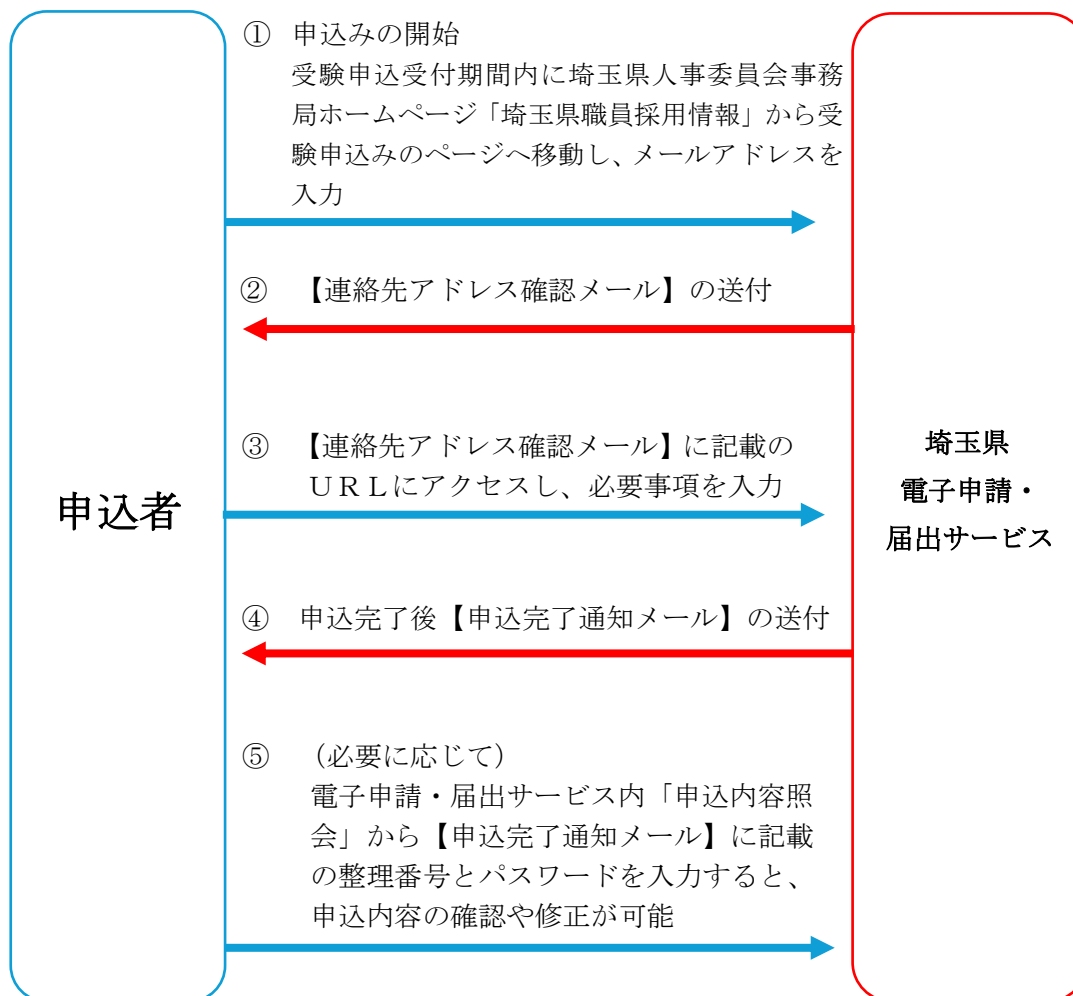 ① 申込みの開始
受験申込受付期間内に埼玉県人事委員会事務
局ホームページ「埼玉県職員採用情報」から受
験申込みのページへ移動し、メールアドレスを
入力
② 【連絡先アドレス確認メール】の送付
③ 【連絡先アドレス確認メール】に記載の
ＵＲＬにアクセスし、必要事項を入力
申込者
埼玉県
電子申請・
届出サービス
④ 申込完了後【申込完了通知メール】の送付
⑤ （必要に応じて）
電子申請・届出サービス内「申込内容照
会」から【申込完了通知メール】に記載
の整理番号とパスワードを入力すると、
申込内容の確認や修正が可能